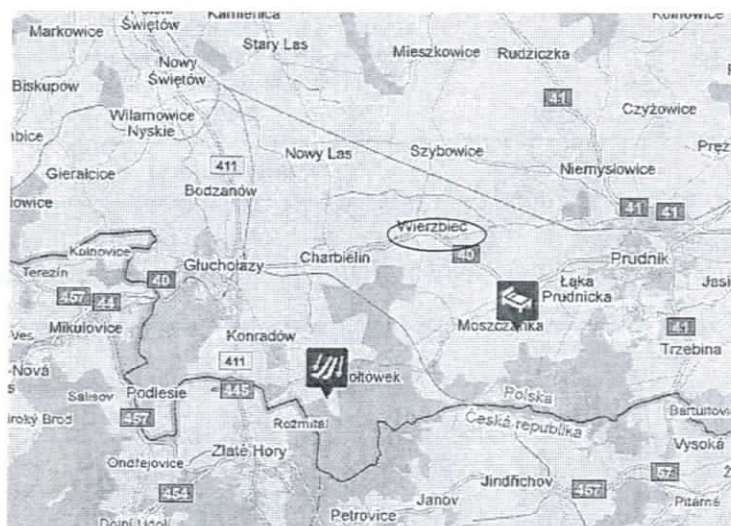 Kamienica
Kolnowice
Świętów
Markowice
Stary Las
Mieszkowice
Rudziczka
Nowy Świętów
Biskupów
41
Czyżowice
Wilamowice Nyskie
Nowy Las
Szybowice
Niemysłowice
Gierałcice
411
Bodzanów
Wierzbiec
41
41
Kolnovice
Charbielin
40
Prudnik
Terezín
40
Głuchołazy
Łąka Prudnicka
457
44
Mikulovice
Moszczanka
41
Konradów
411
Trzebina
Salisov
Podlesie
445
Rožmitál
Polska
Česká republika
457
Vysoká
Ondřejovice
Zlaté Hory
Jindřichov
57
454
457
Pitárné
Janov
Petrovice